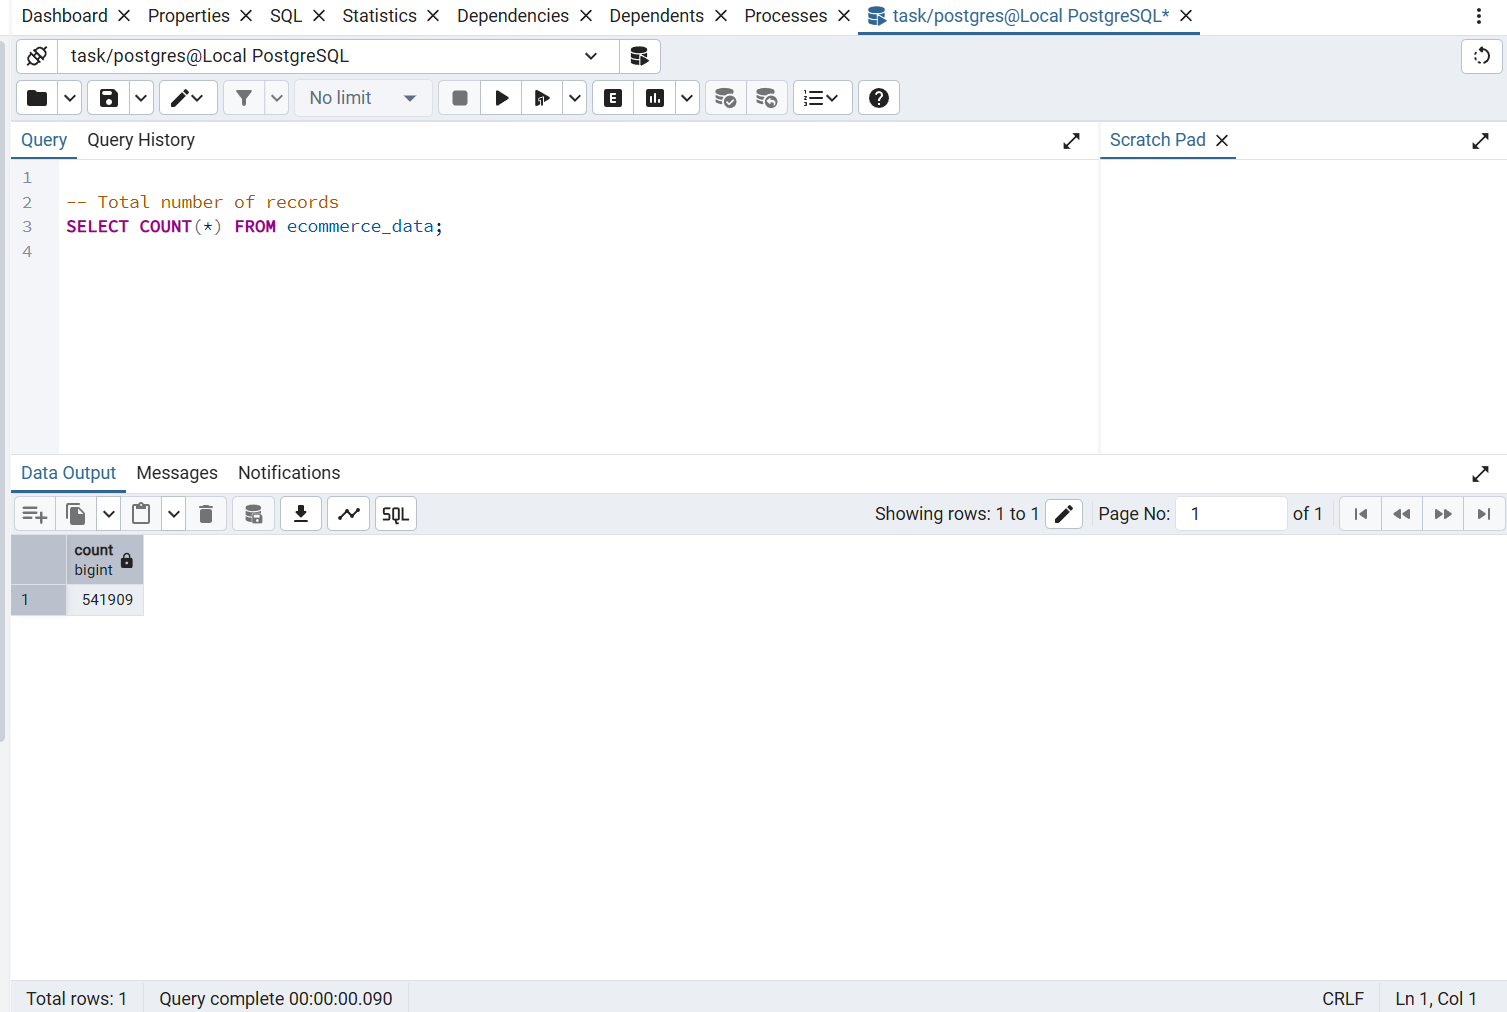 Dashboard Properties SQL Statistics Dependencies Dependents Processes task/postgres@Local PostgreSQL*
task/postgres@Local PostgreSQL
No limit E
Query Query History Scratch Pad
1
2 -- Total number of records
3 SELECT COUNT(*) FROM ecommerce_data;
4
Data Output Messages Notifications
SQL Showing rows: 1 to 1 Page No: 1 of 1
count
bigint
1 541909
Total rows: 1 Query complete 00:00:00.090 CRLF Ln 1, Col 1